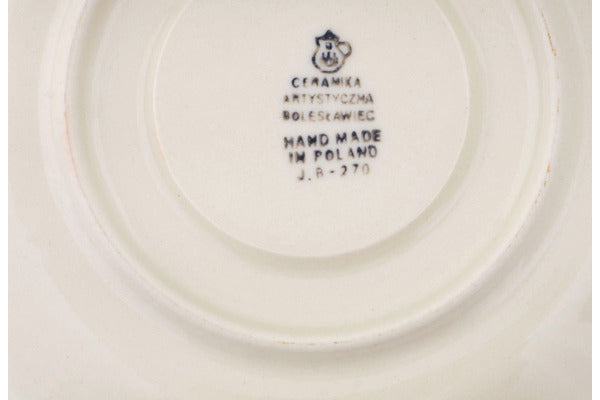 CERAMIKA
ARTYSTYCZNA
BOLESŁAWIEC
HAND MADE
IN POLAND
J.B-270